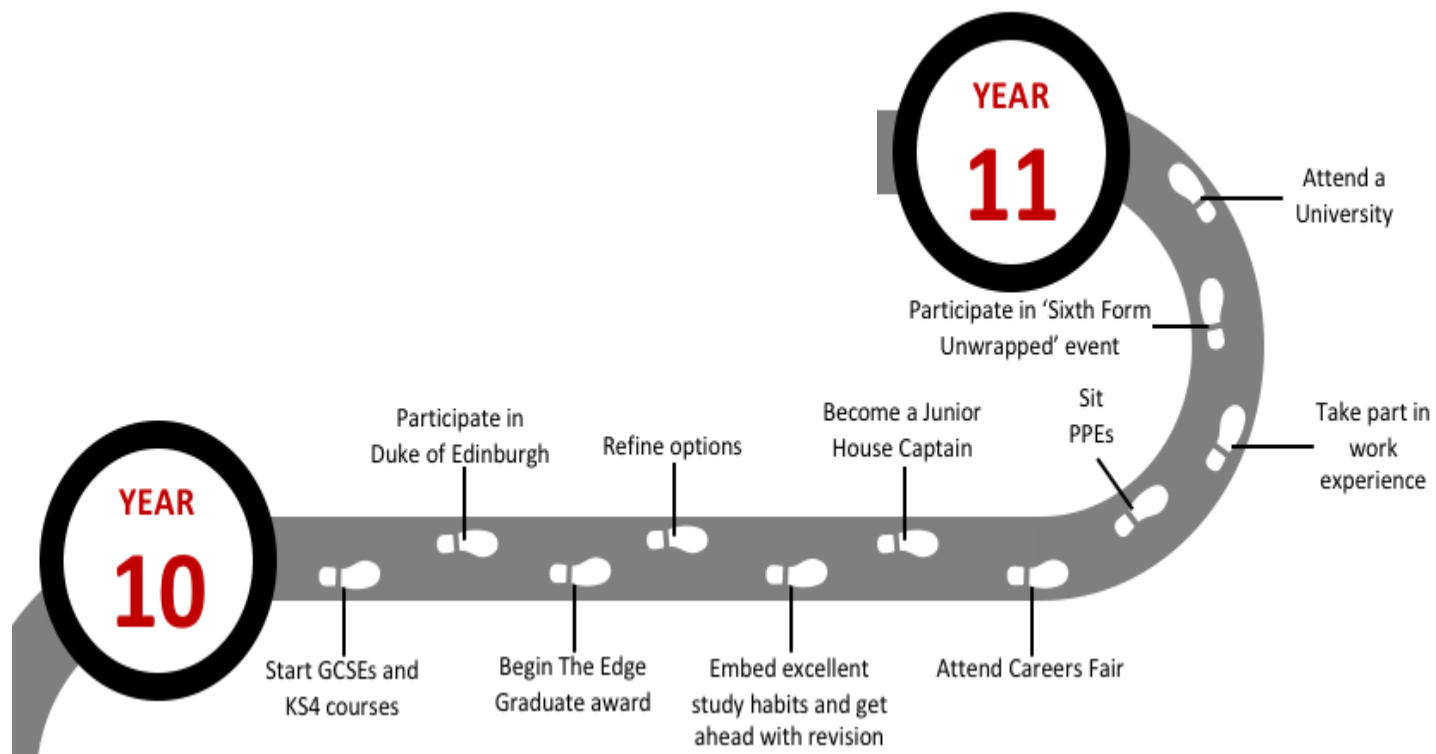 YEAR
10
Start GCSEs and
KS4 courses
Participate in
Duke of Edinburgh
Begin The Edge
Graduate award
Refine options
Embed excellent
study habits and get
ahead with revision
Become a Junior
House Captain
Attend Careers Fair
Sit
PPEs
Take part in
work
experience
Participate in ‘Sixth Form
Unwrapped’ event
Attend a
University
YEAR
11